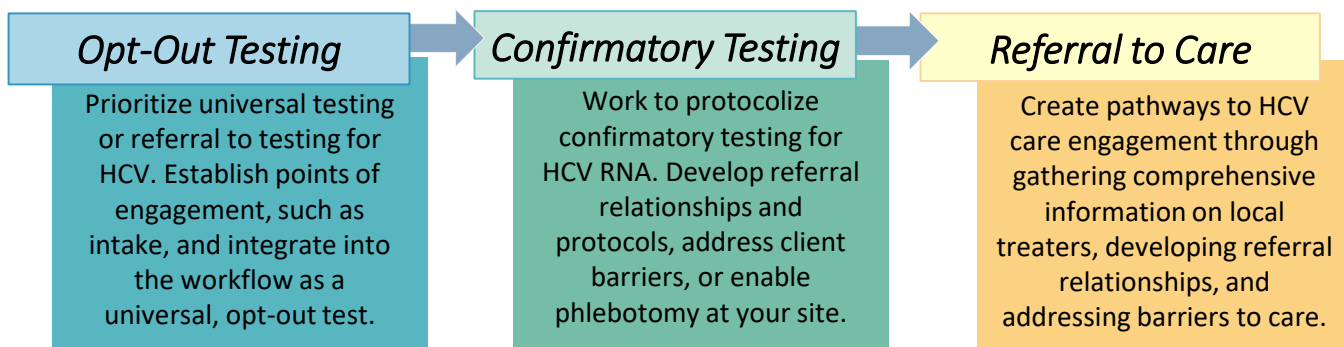 Opt-Out Testing
Prioritize universal testing
or referral to testing for
HCV. Establish points of
engagement, such as
intake, and integrate into
the workflow as a
universal, opt-out test.
Confirmatory Testing
Work to protocolize
confirmatory testing for
HCV RNA. Develop referral
relationships and
protocols, address client
barriers, or enable
phlebotomy at your site.
Referral to Care
Create pathways to HCV
care engagement through
gathering comprehensive
information on local
treaters, developing referral
relationships, and
addressing barriers to care.